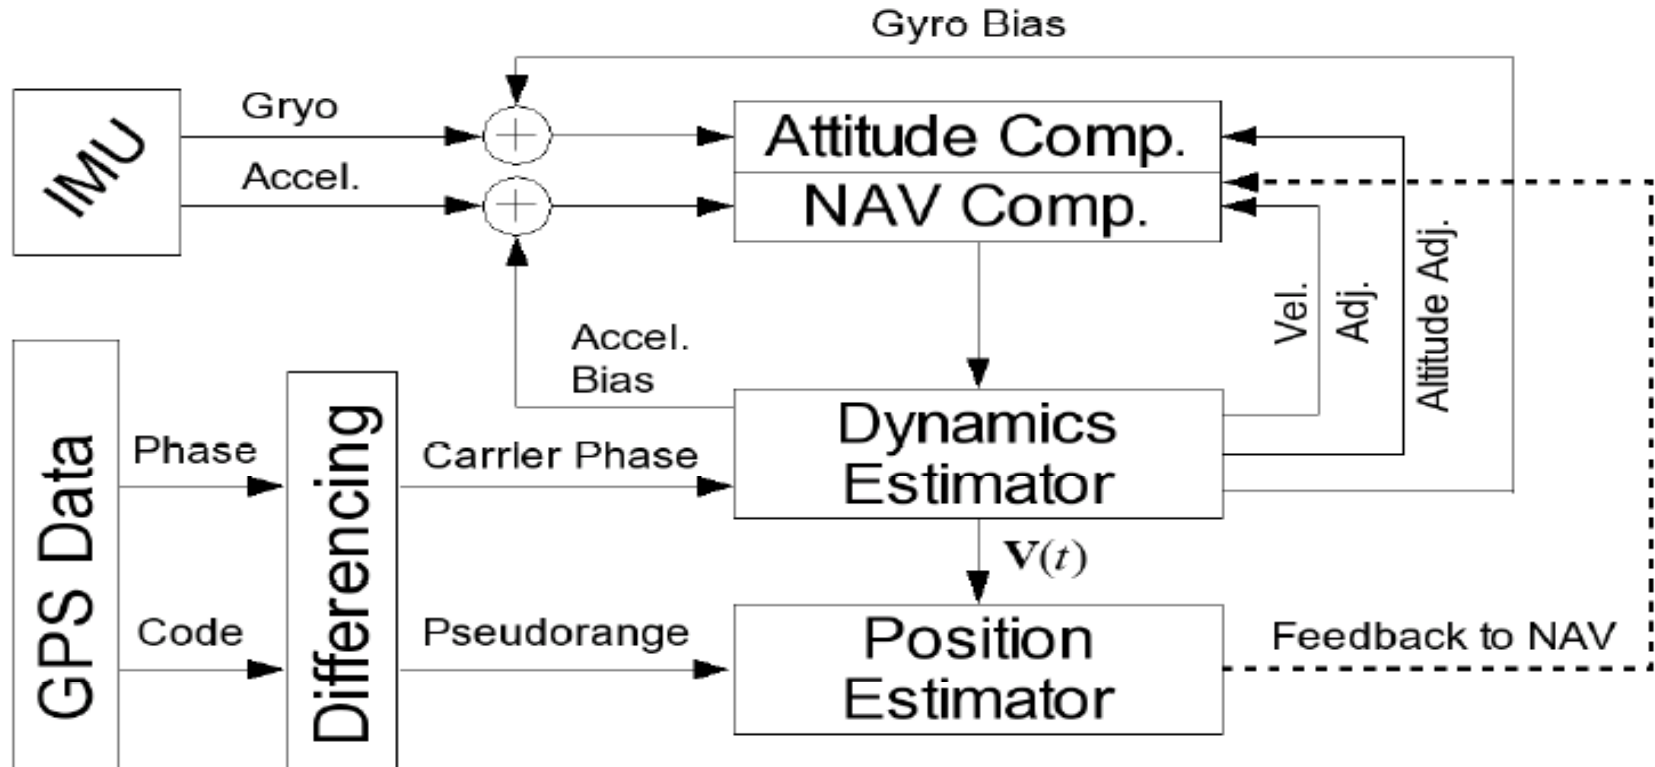 Gyro Bias
IMU
Gryo
Accel.
+
+
Attitude Comp.
NAV Comp.
Vel.
Adj.
Altitude Adj.
Accel.
Bias
GPS Data
Phase
Code
Differencing
Carrier Phase
Pseudorange
Dynamics
Estimator
V(t)
Position
Estimator
Feedback to NAV